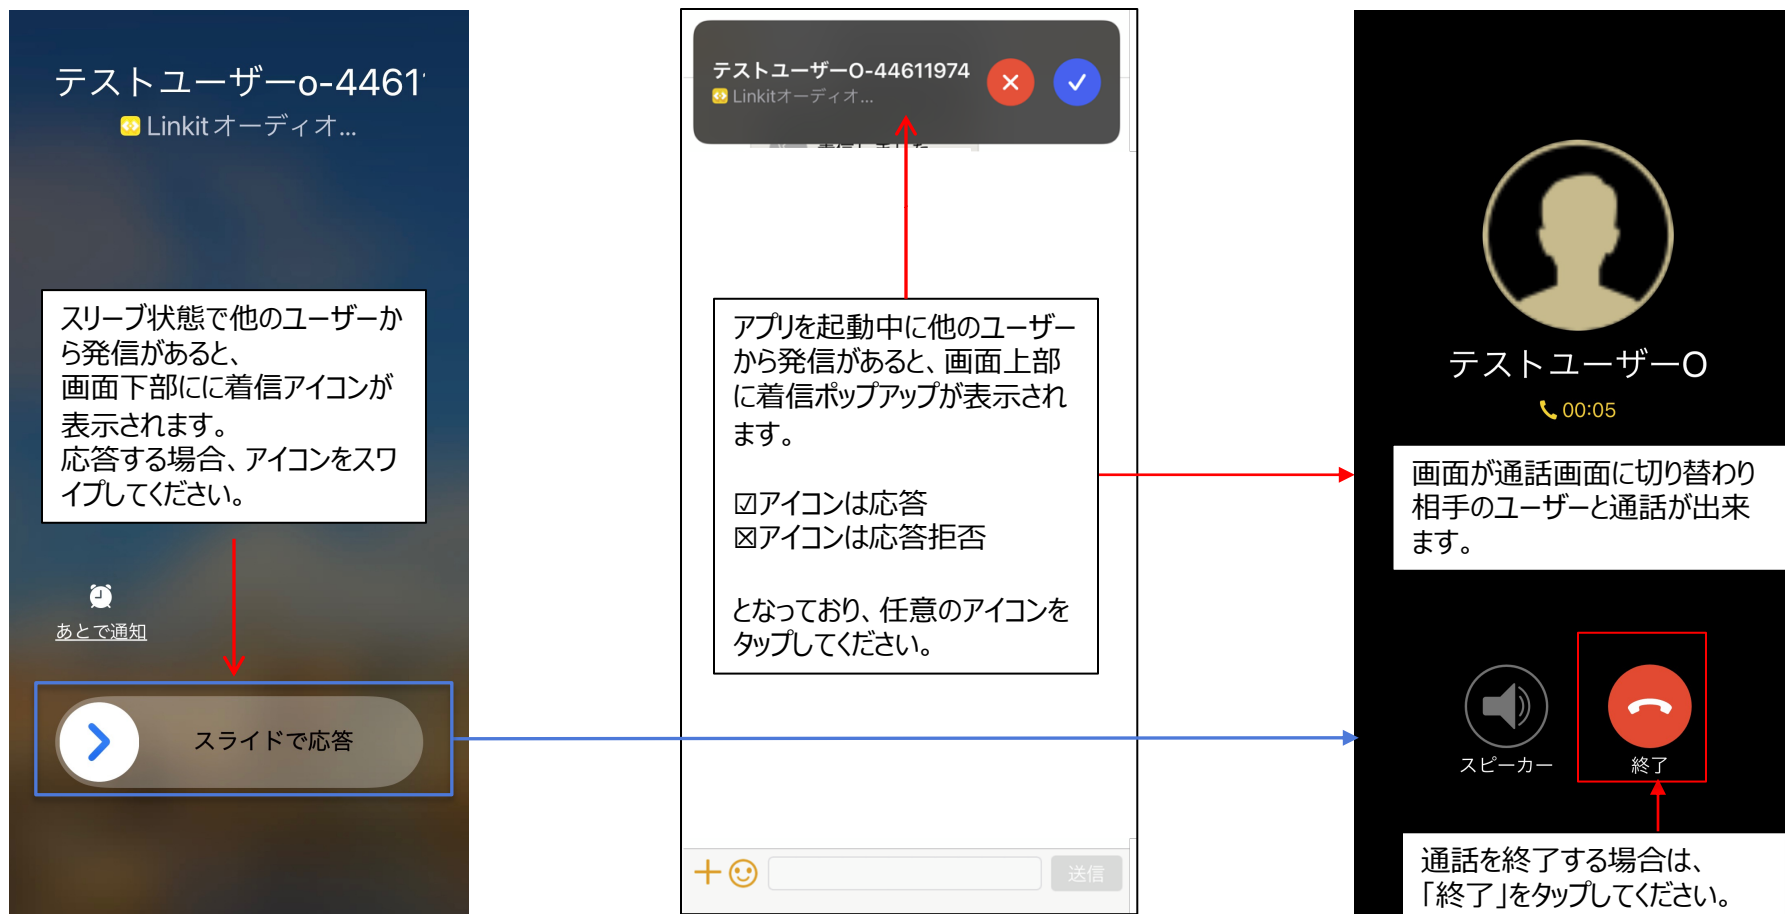 テストユーザーo-4461
Linkitオーディオ...
スリープ状態で他のユーザーか
ら発信があると、
画面下部にに着信アイコンが
表示されます。
応答する場合、アイコンをスワ
イプしてください。
あとで通知
スライドで応答
テストユーザーO-44611974
Linkitオーディオ...
アプリを起動中に他のユーザー
から発信があると、画面上部
に着信ポップアップが表示され
ます。
☑アイコンは応答
☒アイコンは応答拒否
となっており、任意のアイコンを
タップしてください。
送信
テストユーザーO
00:05
画面が通話画面に切り替わり
相手のユーザーと通話が出来
ます。
スピーカー
終了
通話を終了する場合は、
「終了」をタップしてください。